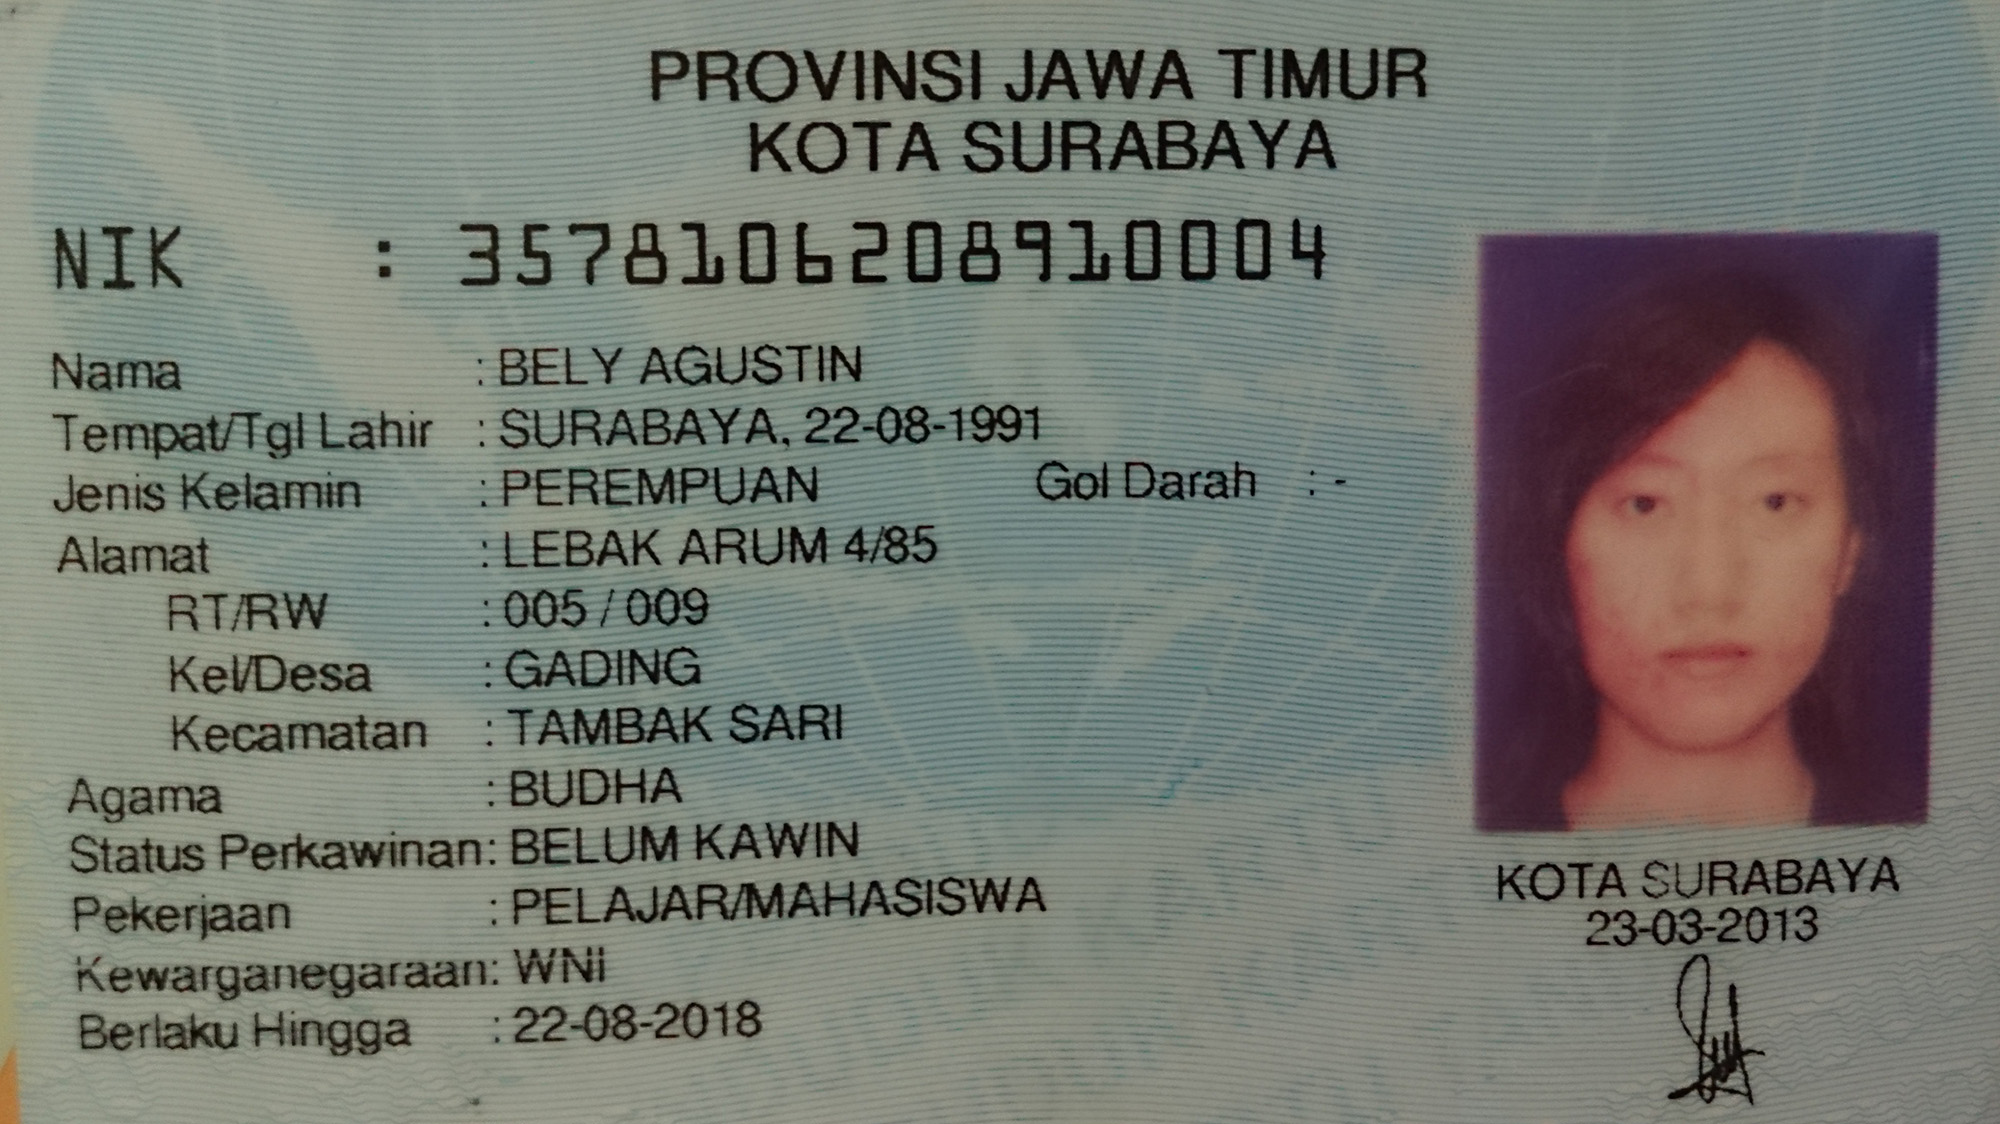 PROVINSI JAWA TIMUR
KOTA SURABAYA
NIK : 3578106208910004
Nama : BELY AGUSTIN
Tempat/Tgl Lahir : SURABAYA, 22-08-1991
Jenis Kelamin : PEREMPUAN Gol Darah : -
Alamat : LEBAK ARUM 4/85
RT/RW : 005 / 009
Kel/Desa : GADING
Kecamatan : TAMBAK SARI
Agama : BUDHA
Status Perkawinan: BELUM KAWIN
Pekerjaan : PELAJAR/MAHASISWA
Kewarganegaraan: WNI
Berlaku Hingga : 22-08-2018
KOTA SURABAYA
23-03-2013